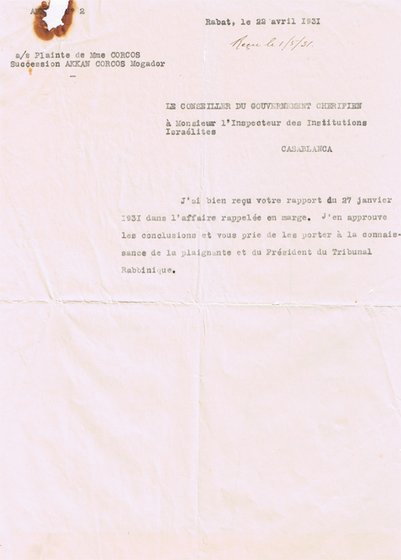 2
Rabat, le 22 avril 1931
Reçu le 1/5/31.
a/s Plainte de Mme CORCOS
Succession AKKAN CORCOS Mogador
LE CONSEILLER DU GOUVERNEMENT CHERIFIEN
à Monsieur l'Inspecteur des Institutions
Israélites
CASABLANCA
J'ai bien reçu votre rapport du 27 janvier
1931 dans l'affaire rappelée en marge. J'en approuve
les conclusions et vous prie de les porter à la connais-
sance de la plaignante et du Président du Tribunal
Rabbinique.